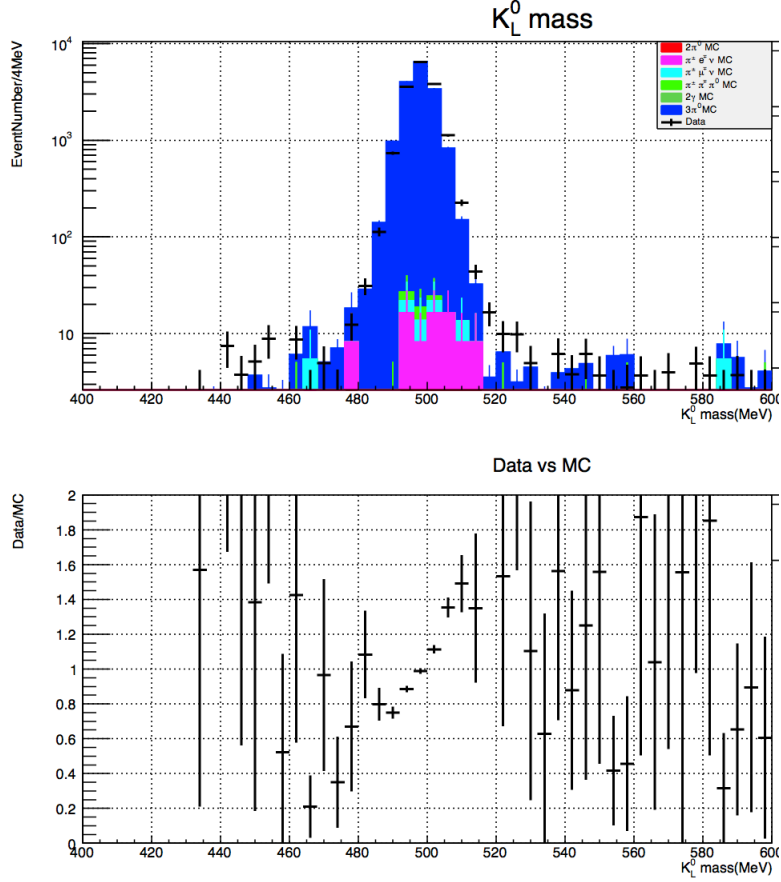 K⁰_L mass
EventNumber/4MeV
10⁴
10³
10²
10
2π⁰ MC
π± e∓ ν MC
π± μ∓ ν MC
π± π∓ π⁰ MC
2γ MC
3π⁰MC
Data
400 420 440 460 480 500 520 540 560 580 600
K⁰_L mass(MeV)
Data vs MC
Data/MC
2
1.8
1.6
1.4
1.2
1
0.8
0.6
0.4
0.2
0
400 420 440 460 480 500 520 540 560 580 600
K⁰_L mass(MeV)